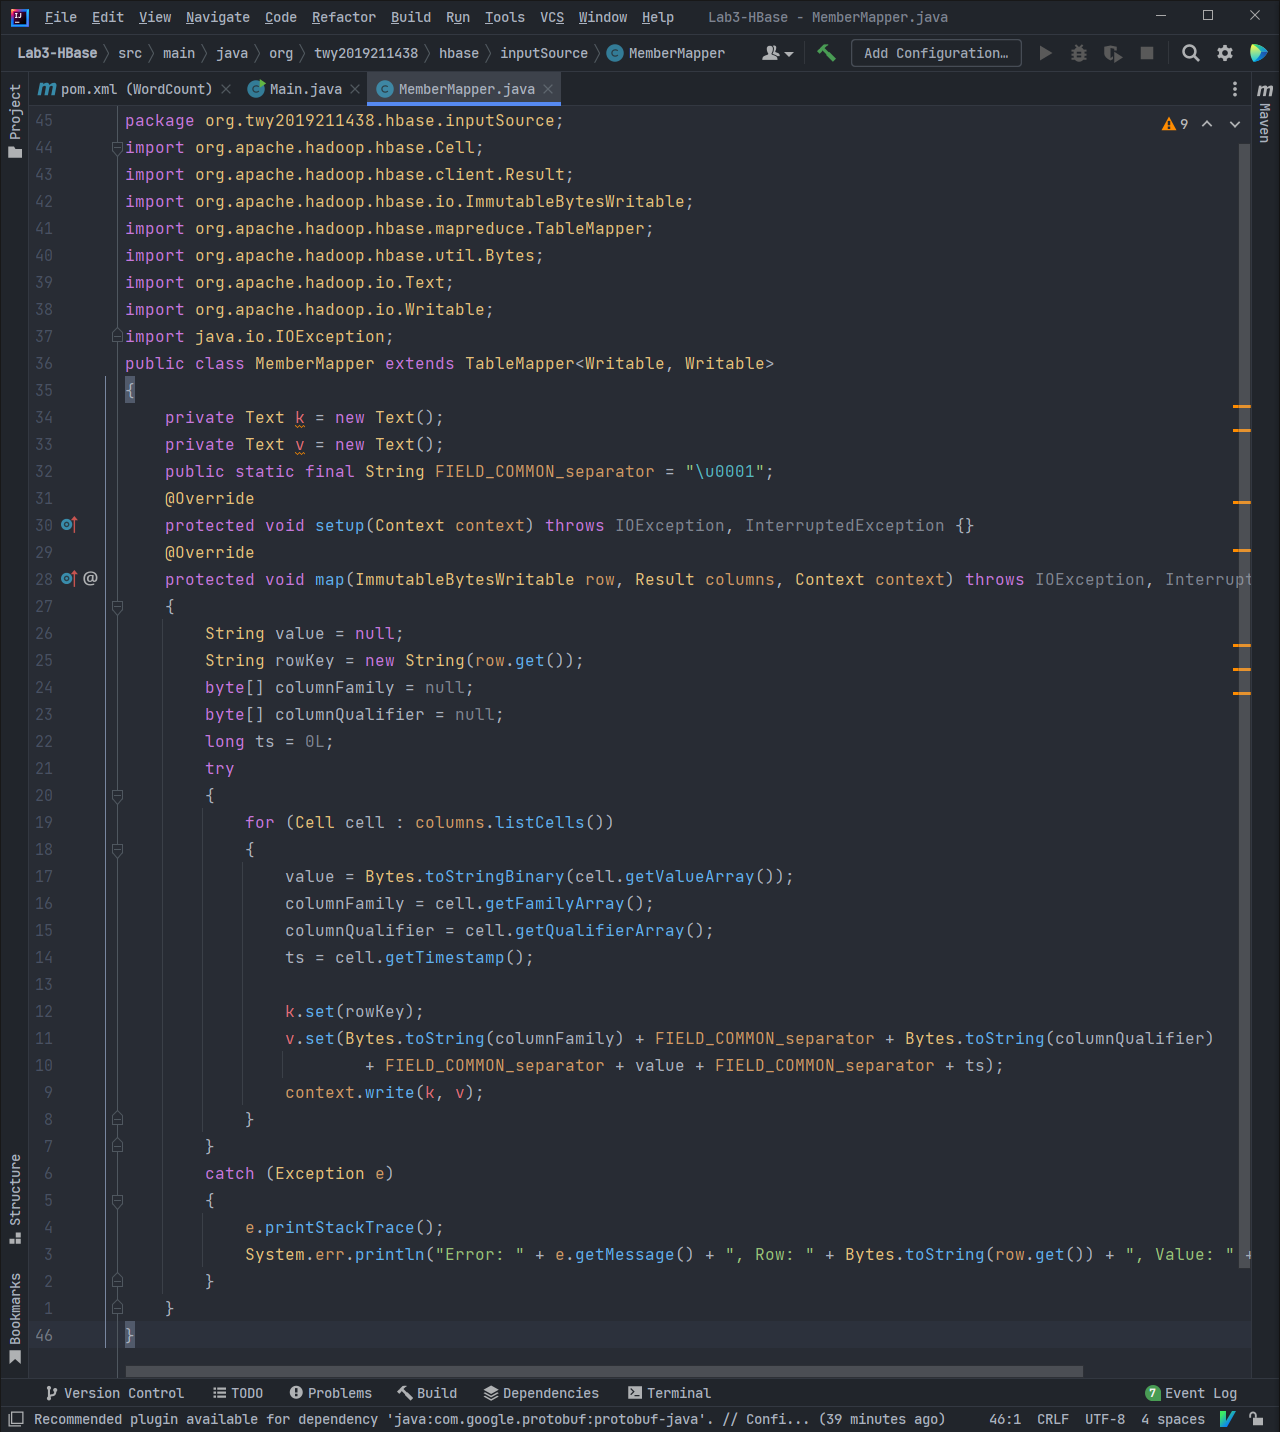 File Edit View Navigate Code Refactor Build Run Tools VCS Window Help Lab3-HBase - MemberMapper.java
Lab3-HBase src main java org twy2019211438 hbase inputSource MemberMapper Add Configuration...
Project
pom.xml (WordCount) Main.java MemberMapper.java
Maven
9
45 package org.twy2019211438.hbase.inputSource;
44 import org.apache.hadoop.hbase.Cell;
43 import org.apache.hadoop.hbase.client.Result;
42 import org.apache.hadoop.hbase.io.ImmutableBytesWritable;
41 import org.apache.hadoop.hbase.mapreduce.TableMapper;
40 import org.apache.hadoop.hbase.util.Bytes;
39 import org.apache.hadoop.io.Text;
38 import org.apache.hadoop.io.Writable;
37 import java.io.IOException;
36 public class MemberMapper extends TableMapper<Writable, Writable>
35 {
34 private Text k = new Text();
33 private Text v = new Text();
32 public static final String FIELD_COMMON_separator = "\u0001";
31 @Override
30 protected void setup(Context context) throws IOException, InterruptedException {}
29 @Override
28 @ protected void map(ImmutableBytesWritable row, Result columns, Context context) throws IOException, Interrupt
27 {
26 String value = null;
25 String rowKey = new String(row.get());
24 byte[] columnFamily = null;
23 byte[] columnQualifier = null;
22 long ts = 0L;
21 try
20 {
19 for (Cell cell : columns.listCells())
18 {
17 value = Bytes.toStringBinary(cell.getValueArray());
16 columnFamily = cell.getFamilyArray();
15 columnQualifier = cell.getQualifierArray();
14 ts = cell.getTimestamp();
13
12 k.set(rowKey);
11 v.set(Bytes.toString(columnFamily) + FIELD_COMMON_separator + Bytes.toString(columnQualifier)
10 + FIELD_COMMON_separator + value + FIELD_COMMON_separator + ts);
9 context.write(k, v);
8 }
7 }
6 catch (Exception e)
5 {
4 e.printStackTrace();
3 System.err.println("Error: " + e.getMessage() + ", Row: " + Bytes.toString(row.get()) + ", Value: " +
2 }
1 }
46 }
Structure
Bookmarks
Version Control TODO Problems Build Dependencies Terminal 7 Event Log
Recommended plugin available for dependency 'java:com.google.protobuf:protobuf-java'. // Confi... (39 minutes ago) 46:1 CRLF UTF-8 4 spaces